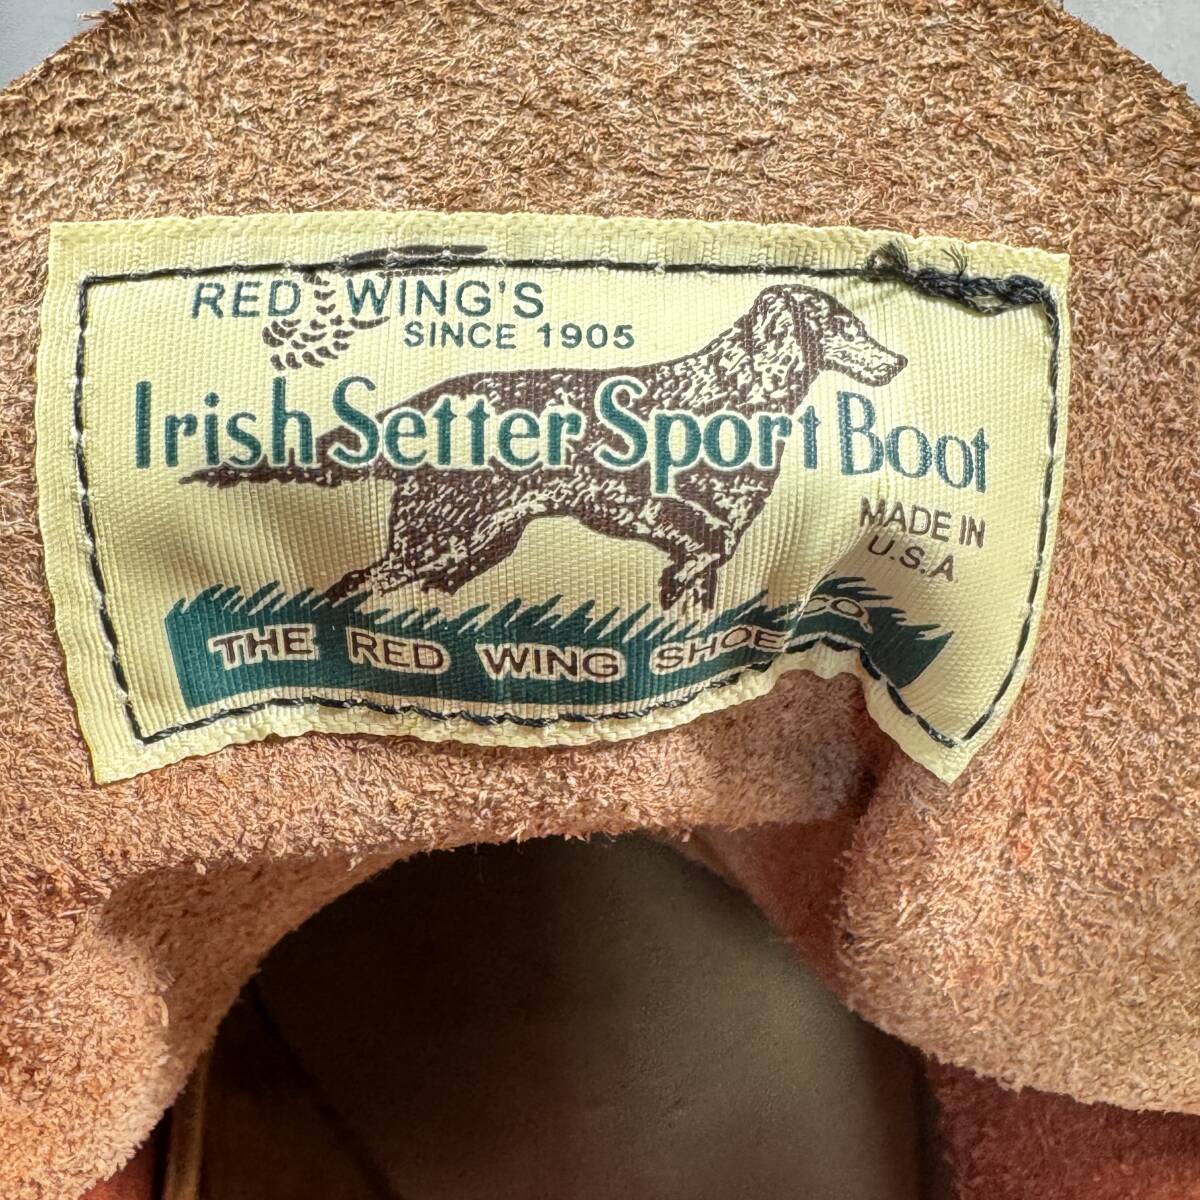 RED WING'S
SINCE 1905
Irish Setter Sport Boot
MADE IN
U.S.A.
THE RED WING SHOE CO.